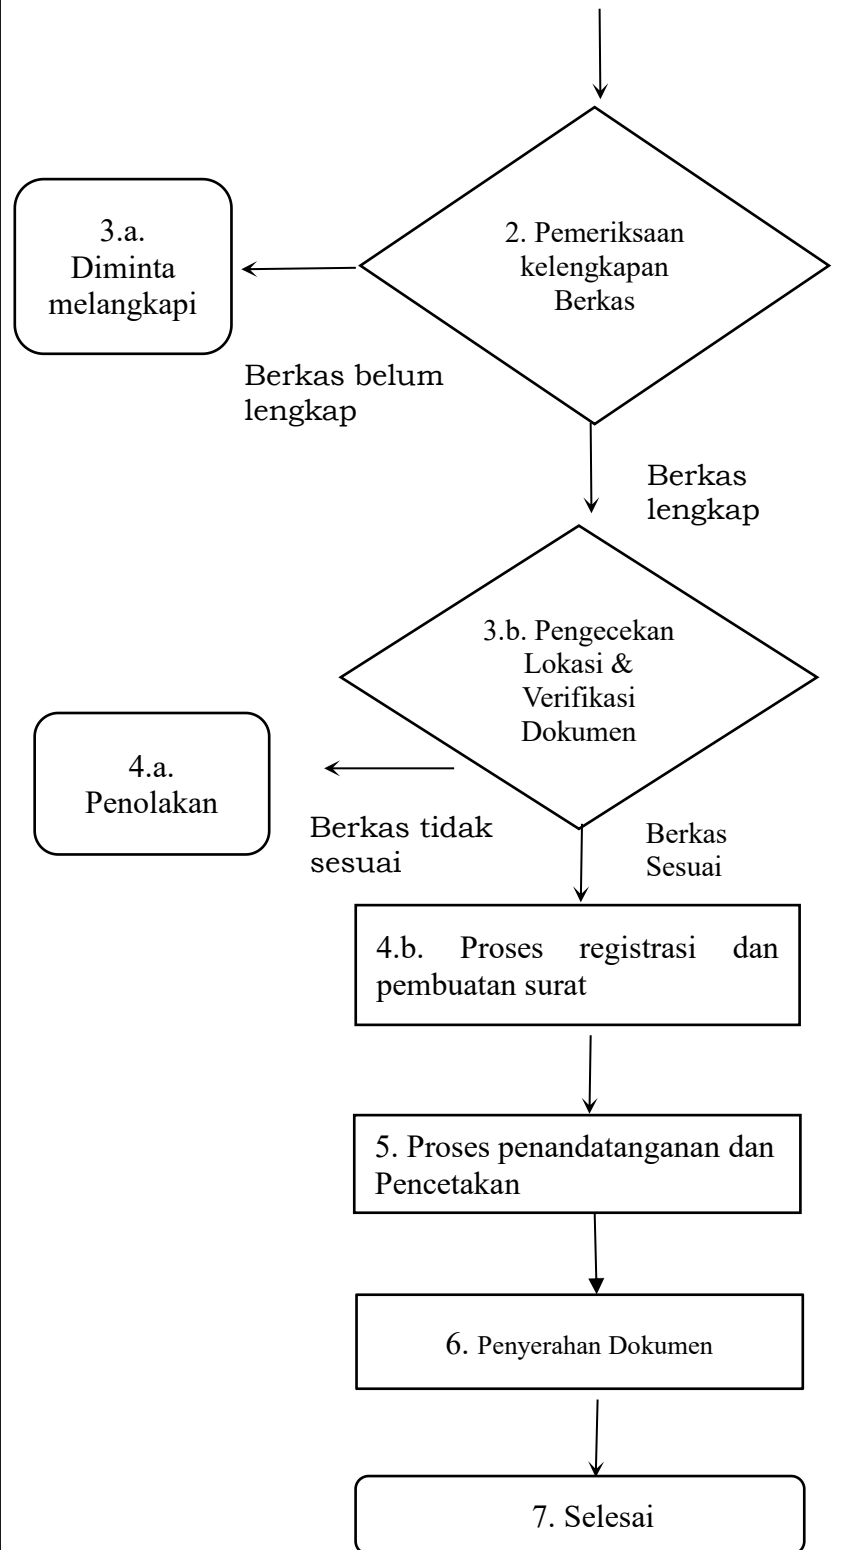 2. Pemeriksaan
kelengkapan
Berkas
3.a.
Diminta
melangkapi
Berkas belum
lengkap
Berkas
lengkap
3.b. Pengecekan
Lokasi &
Verifikasi
Dokumen
4.a.
Penolakan
Berkas tidak
sesuai
Berkas
Sesuai
4.b. Proses registrasi dan
pembuatan surat
5. Proses penandatanganan dan
Pencetakan
6. Penyerahan Dokumen
7. Selesai